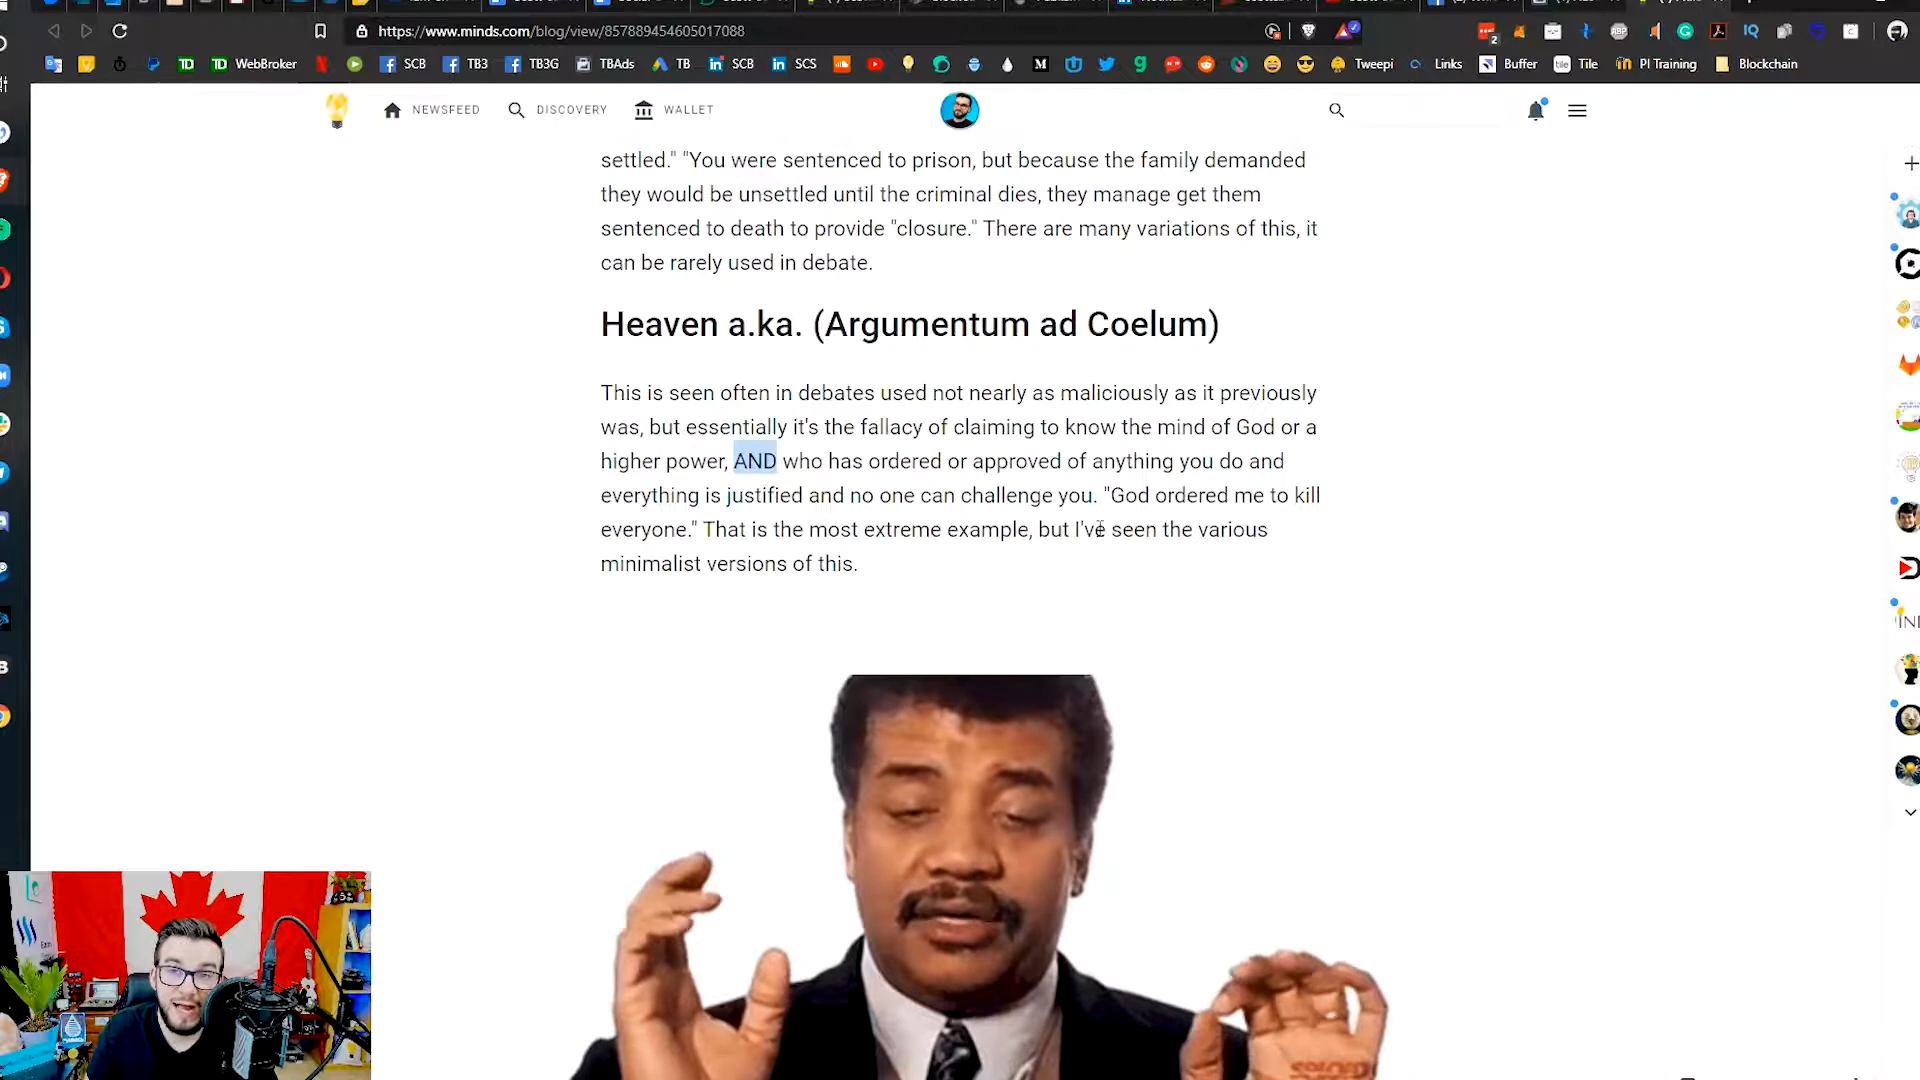 https://www.minds.com/blog/view/857889454605017088
TD
TD WebBroker
SCB
TB3
TB3G
TBAds
TB
SCB
SCS
Tweepi
Links
Buffer
Tile
PI Training
Blockchain
NEWSFEED
DISCOVERY
WALLET
settled." "You were sentenced to prison, but because the family demanded
they would be unsettled until the criminal dies, they manage get them
sentenced to death to provide "closure." There are many variations of this, it
can be rarely used in debate.
Heaven a.ka. (Argumentum ad Coelum)
This is seen often in debates used not nearly as maliciously as it previously
was, but essentially it's the fallacy of claiming to know the mind of God or a
higher power, AND who has ordered or approved of anything you do and
everything is justified and no one can challenge you. "God ordered me to kill
everyone." That is the most extreme example, but I've seen the various
minimalist versions of this.